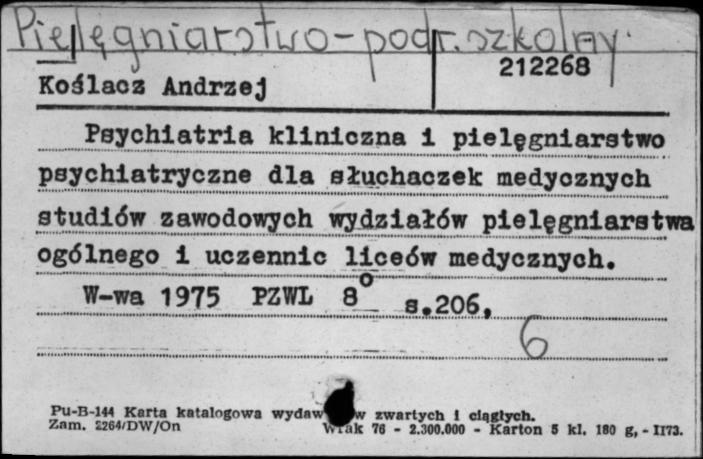 Pielęgniarstwo - podr. szkolny.
212268
Koślacz Andrzej
Psychiatria kliniczna i pielęgniarstwo
psychiatryczne dla słuchaczek medycznych
studiów zawodowych wydziałów pielęgniarstwa
ogólnego i uczennic liceów medycznych.
W-wa 1975 PZWL 8° s.206,
6
Pu-B-144 Karta katalogowa wydaw w zwartych i ciągłych.
Zam. 2264/DW/On Wrak 76 - 2.300.000 - Karton 5 kl. 180 g, - II73.